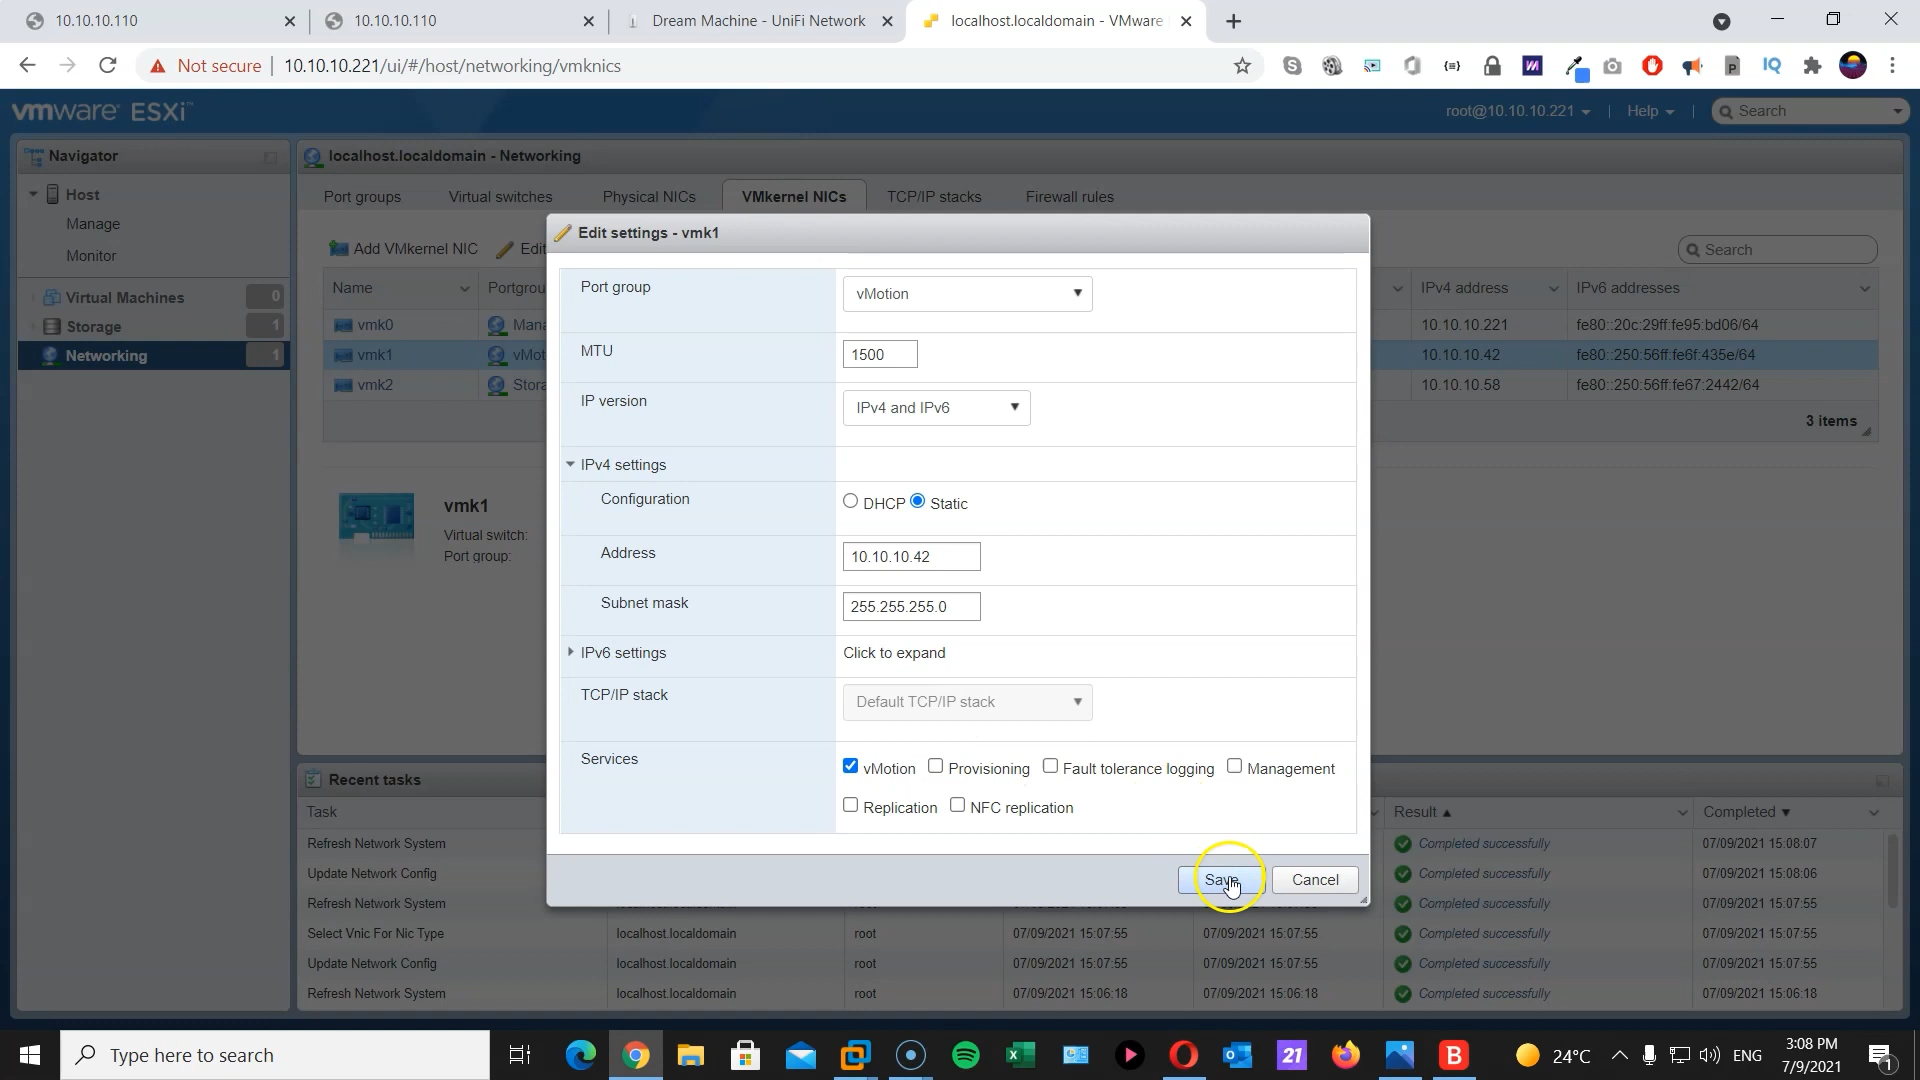 10.10.10.110
10.10.10.110
Dream Machine - UniFi Network
localhost.localdomain - VMware
Not secure
10.10.10.221/ui/#/host/networking/vmknics
vmware ESXi™
root@10.10.10.221
Help
Search
Navigator
Host
Manage
Monitor
Virtual Machines 0
Storage 1
Networking 1
localhost.localdomain - Networking
Port groups
Virtual switches
Physical NICs
VMkernel NICs
TCP/IP stacks
Firewall rules
Add VMkernel NIC
Edit
Search
Name
Portgrou
IPv4 address
IPv6 addresses
vmk0
Mana
10.10.10.221
fe80::20c:29ff:fe95:bd06/64
vmk1
vMot
10.10.10.42
fe80::250:56ff:fe6f:435e/64
vmk2
Stora
10.10.10.58
fe80::250:56ff:fe67:2442/64
3 items
vmk1
Virtual switch:
Port group:
Edit settings - vmk1
Port group
vMotion
MTU
1500
IP version
IPv4 and IPv6
IPv4 settings
Configuration
DHCP
Static
Address
10.10.10.42
Subnet mask
255.255.255.0
IPv6 settings
Click to expand
TCP/IP stack
Default TCP/IP stack
Services
vMotion
Provisioning
Fault tolerance logging
Management
Replication
NFC replication
Save
Cancel
Recent tasks
Task
Result
Completed
Refresh Network System
Completed successfully
07/09/2021 15:08:07
Update Network Config
Completed successfully
07/09/2021 15:08:06
Refresh Network System
Completed successfully
07/09/2021 15:07:55
Select Vnic For Nic Type
localhost.localdomain
root
07/09/2021 15:07:55
07/09/2021 15:07:55
Completed successfully
07/09/2021 15:07:55
Update Network Config
localhost.localdomain
root
07/09/2021 15:07:55
07/09/2021 15:07:55
Completed successfully
07/09/2021 15:07:55
Refresh Network System
localhost.localdomain
root
07/09/2021 15:06:18
07/09/2021 15:06:18
Completed successfully
07/09/2021 15:06:18
Type here to search
21
24°C
ENG
3:08 PM
7/9/2021
1